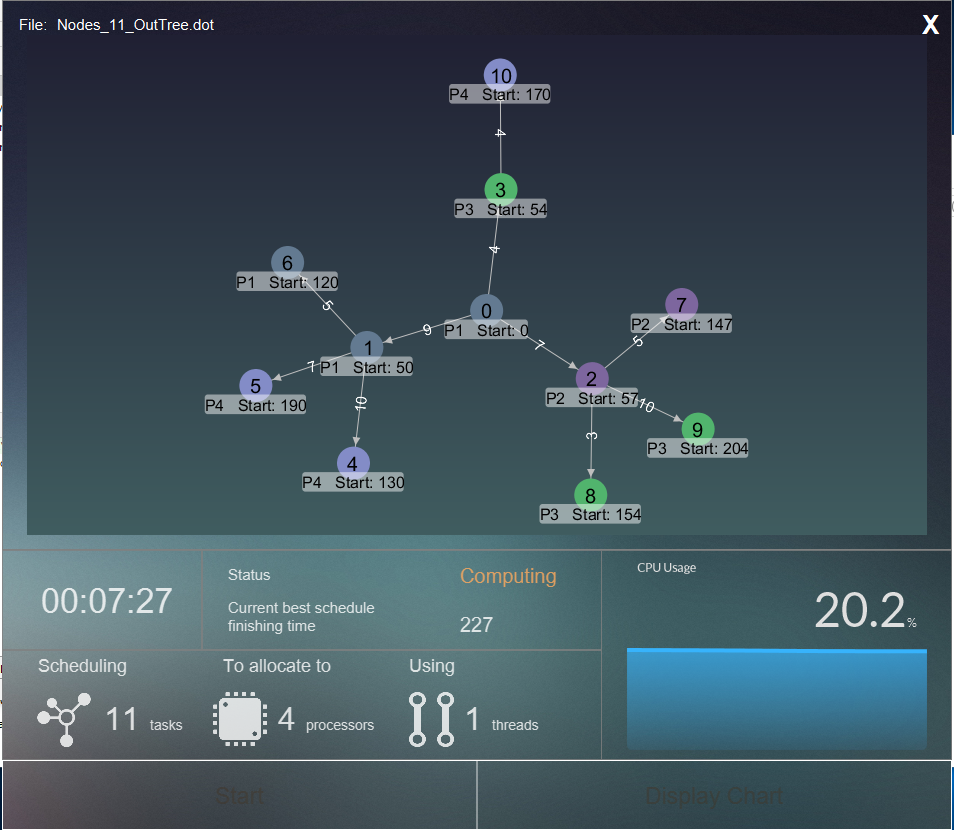 File: Nodes_11_OutTree.dot
X
10
P4 Start: 170
4
3
P3 Start: 54
4
6
P1 Start: 120
5
0
P1 Start: 0
9
7
7
P2 Start: 147
5
1
P1 Start: 50
7
10
5
P4 Start: 190
2
P2 Start: 57
10
3
9
P3 Start: 204
4
P4 Start: 130
8
P3 Start: 154
00:07:27
Status
Computing
Current best schedule
finishing time
227
CPU Usage
20.2%
Scheduling
11 tasks
To allocate to
4 processors
Using
1 threads
Start
Display Chart